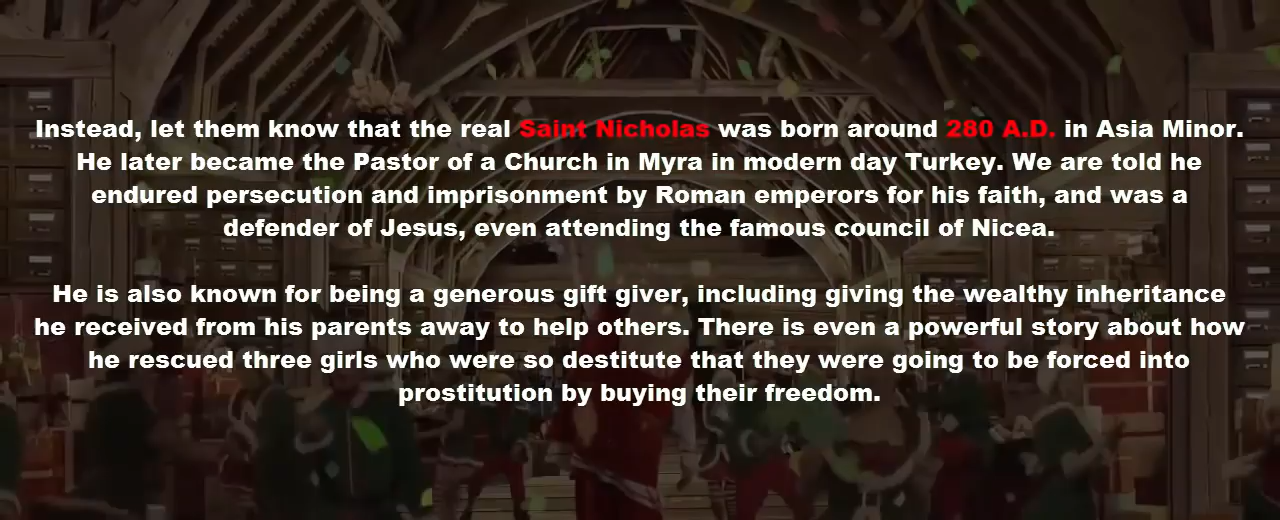 Instead, let them know that the real Saint Nicholas was born around 280 A.D. in Asia Minor.
He later became the Pastor of a Church in Myra in modern day Turkey. We are told he
endured persecution and imprisonment by Roman emperors for his faith, and was a
defender of Jesus, even attending the famous council of Nicea.
He is also known for being a generous gift giver, including giving the wealthy inheritance
he received from his parents away to help others. There is even a powerful story about how
he rescued three girls who were so destitute that they were going to be forced into
prostitution by buying their freedom.